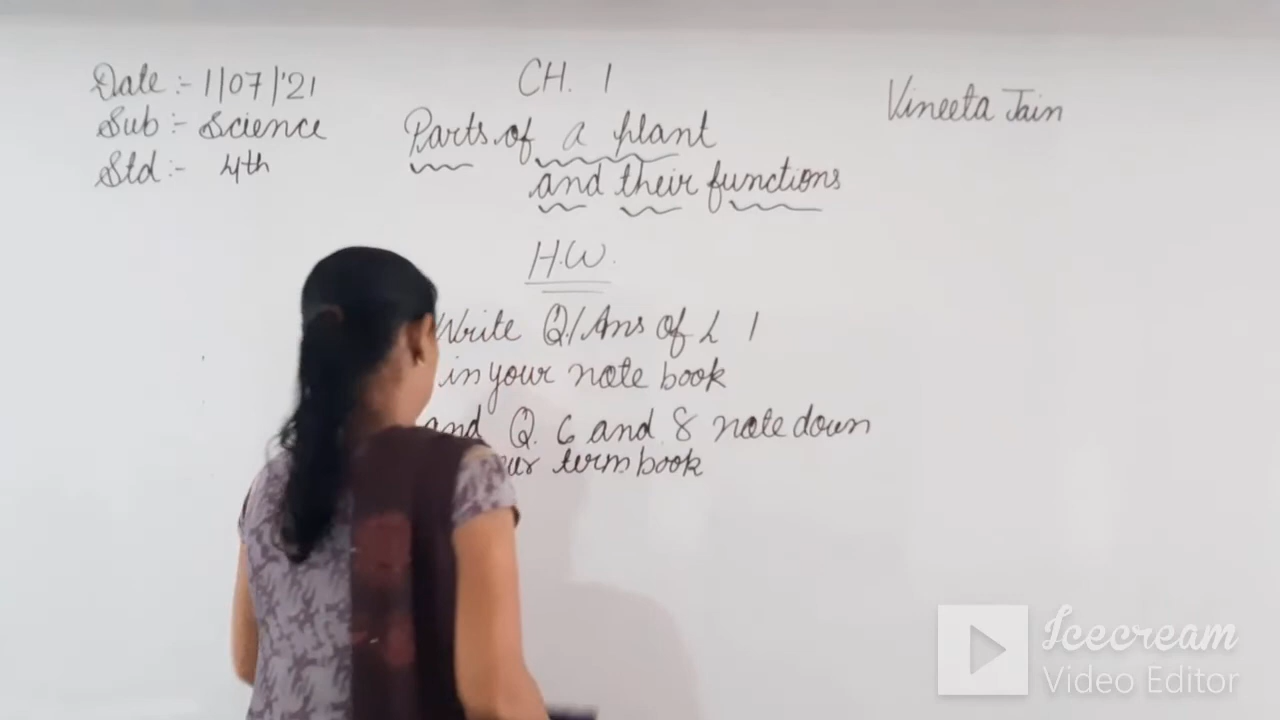 Date :- 1/07/'21
Sub :- Science
Std :- 4th
CH. 1
Parts of a plant
and their functions
Vineeta Jain
H.W.
Write Q/Ans of L 1
in your note book
and Q. 6 and 8 note down
term book
Icecream
Video Editor